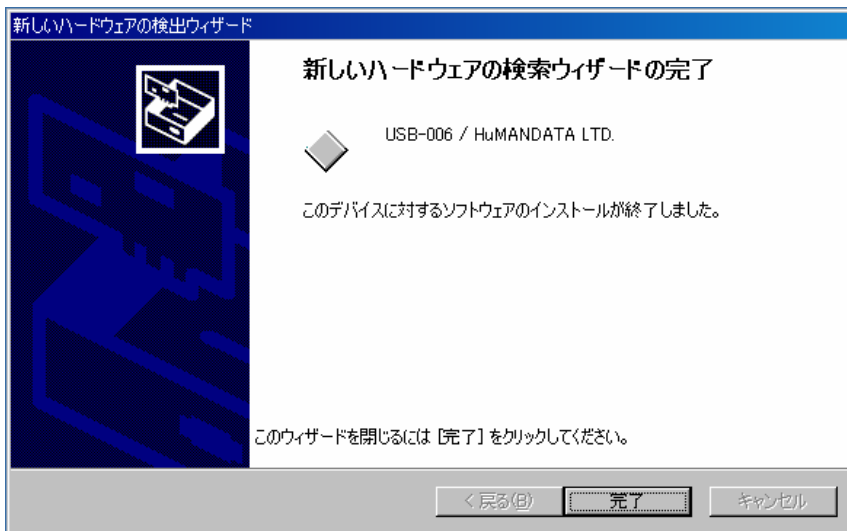 新しいハードウェアの検出ウィザード
新しいハードウェアの検索ウィザードの完了
USB-006 / HuMANDATA LTD.
このデバイスに対するソフトウェアのインストールが終了しました。
このウィザードを閉じるには [完了] をクリックしてください。
< 戻る(B)
完了
キャンセル